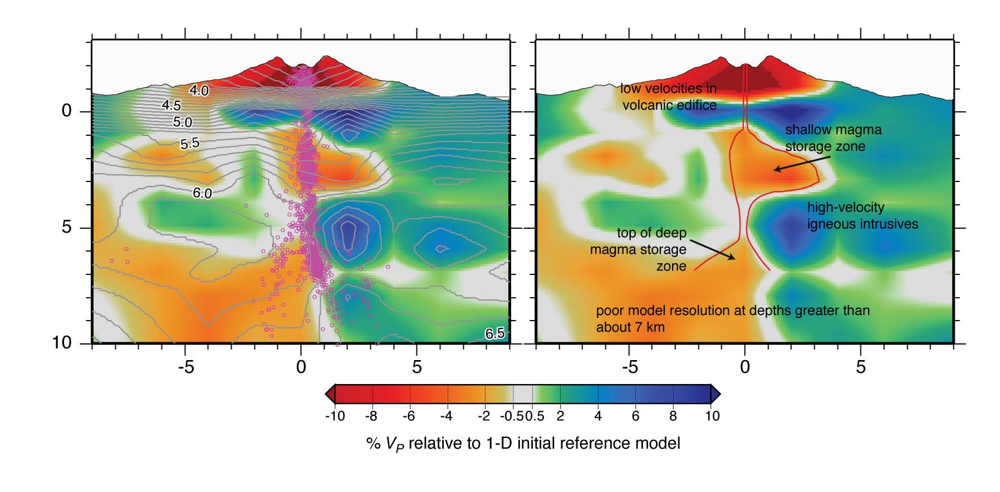 4.0
4.5
5.0
5.5
6.0
6.5
0
5
10
-5
0
5
low velocities in
volcanic edifice
shallow magma
storage zone
high-velocity
igneous intrusives
top of deep
magma storage
zone
poor model resolution at depths greater than
about 7 km
-5
0
5
-10 -8 -6 -4 -2 -0.5 0.5 2 4 6 8 10
% VP relative to 1-D initial reference model